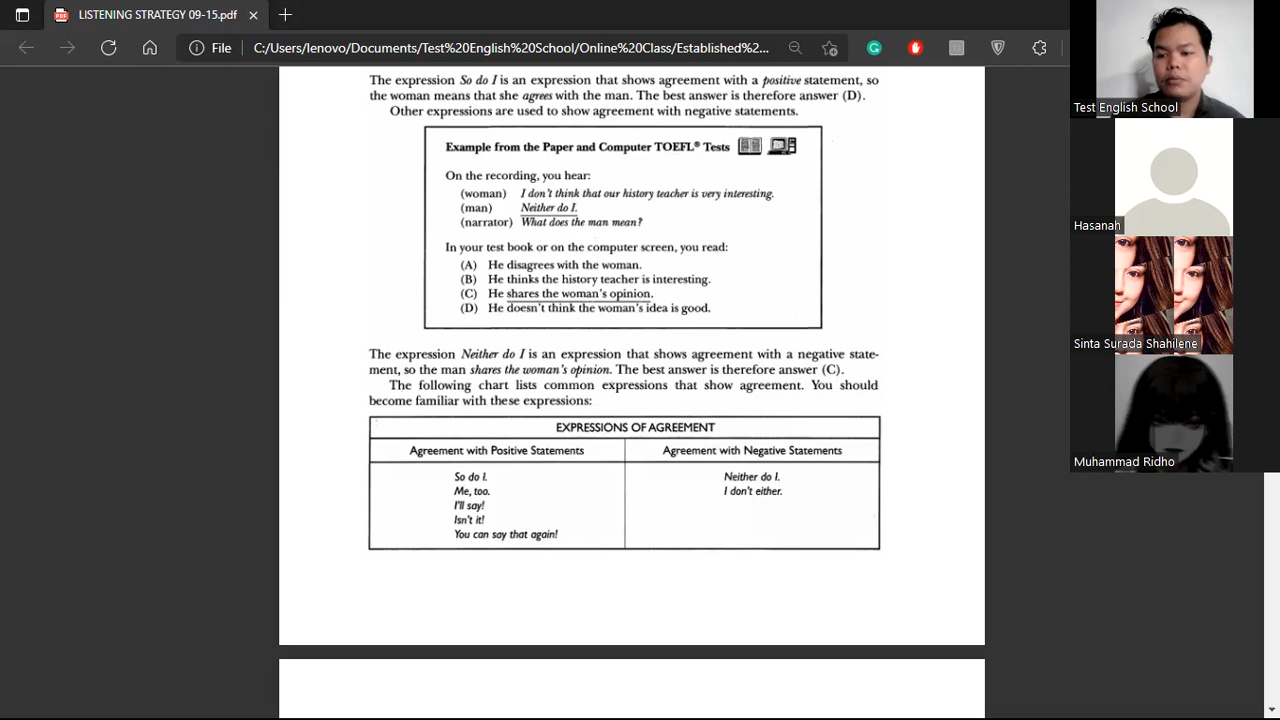 LISTENING STRATEGY 09-15.pdf
File C:/Users/lenovo/Documents/Test%20English%20School/Online%20Class/Established%2...
The expression So do I is an expression that shows agreement with a positive statement, so
the woman means that she agrees with the man. The best answer is therefore answer (D).
Other expressions are used to show agreement with negative statements.
Example from the Paper and Computer TOEFL® Tests
On the recording, you hear:
(woman) I don't think that our history teacher is very interesting.
(man) Neither do I.
(narrator) What does the man mean?
In your test book or on the computer screen, you read:
(A) He disagrees with the woman.
(B) He thinks the history teacher is interesting.
(C) He shares the woman's opinion.
(D) He doesn't think the woman's idea is good.
The expression Neither do I is an expression that shows agreement with a negative state-
ment, so the man shares the woman's opinion. The best answer is therefore answer (C).
The following chart lists common expressions that show agreement. You should
become familiar with these expressions:
EXPRESSIONS OF AGREEMENT
Agreement with Positive Statements Agreement with Negative Statements
So do I. Neither do I.
Me, too. I don't either.
I'll say!
Isn't it!
You can say that again!
Test English School
Hasanah
Sinta Surada Shahilene
Muhammad Ridho